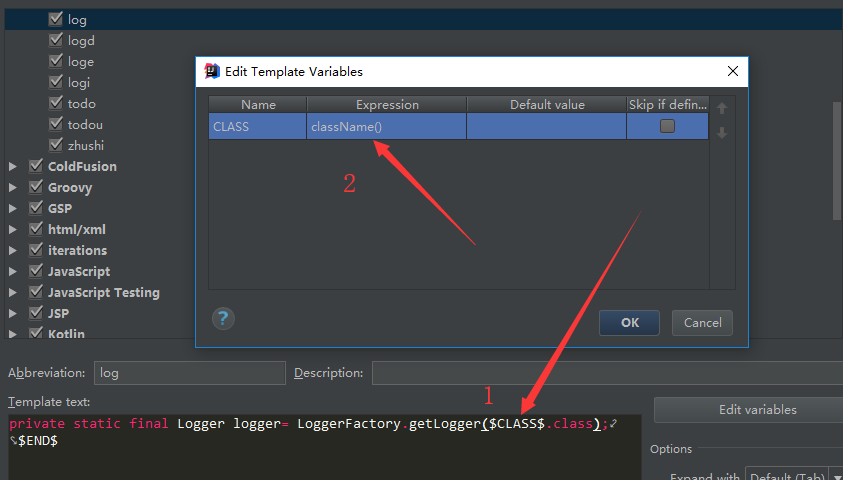 log
logd
loge
logi
todo
todou
zhushi
ColdFusion
Groovy
GSP
html/xml
iterations
JavaScript
JavaScript Testing
JSP
Kotlin
Edit Template Variables
Name Expression Default value Skip if defin...
CLASS className()
2
? OK Cancel
Abbreviation: log Description:
1
Template text:
private static final Logger logger= LoggerFactory.getLogger($CLASS$.class);
$END$
Edit variables
Options
Expand with Default (Tab)